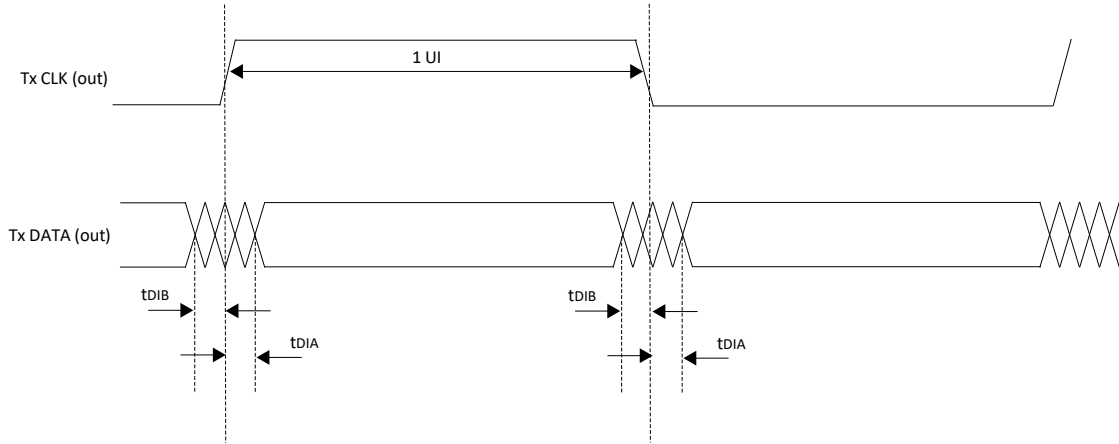 1 UI
Tx CLK (out)
Tx DATA (out)
tDIB
tDIB
tDIA
tDIA